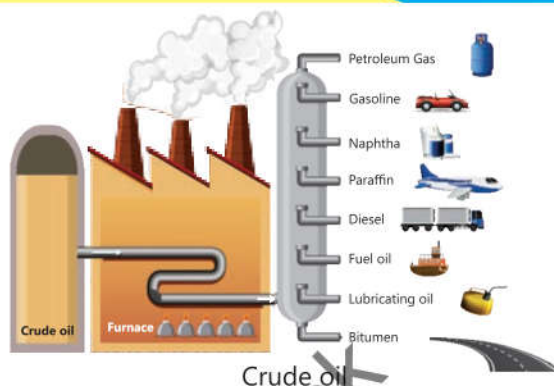 Petroleum Gas
Gasoline
Naphtha
Paraffin
Diesel
Fuel oil
Lubricating oil
Bitumen
Crude oil
Furnace
Crude oil